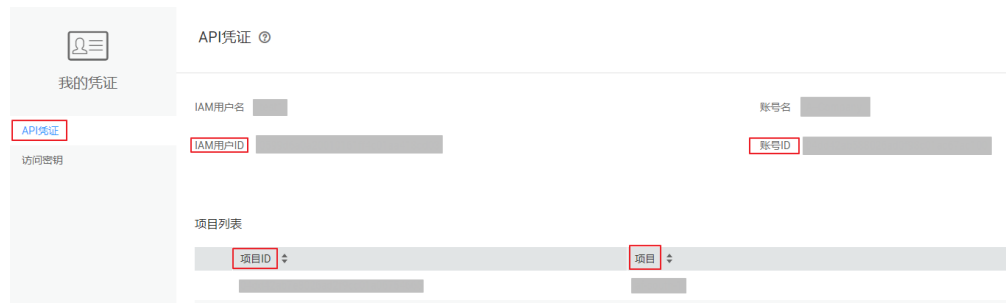 API凭证
我的凭证
IAM用户名
账号名
API凭证
IAM用户ID
账号ID
访问密钥
项目列表
项目ID
项目